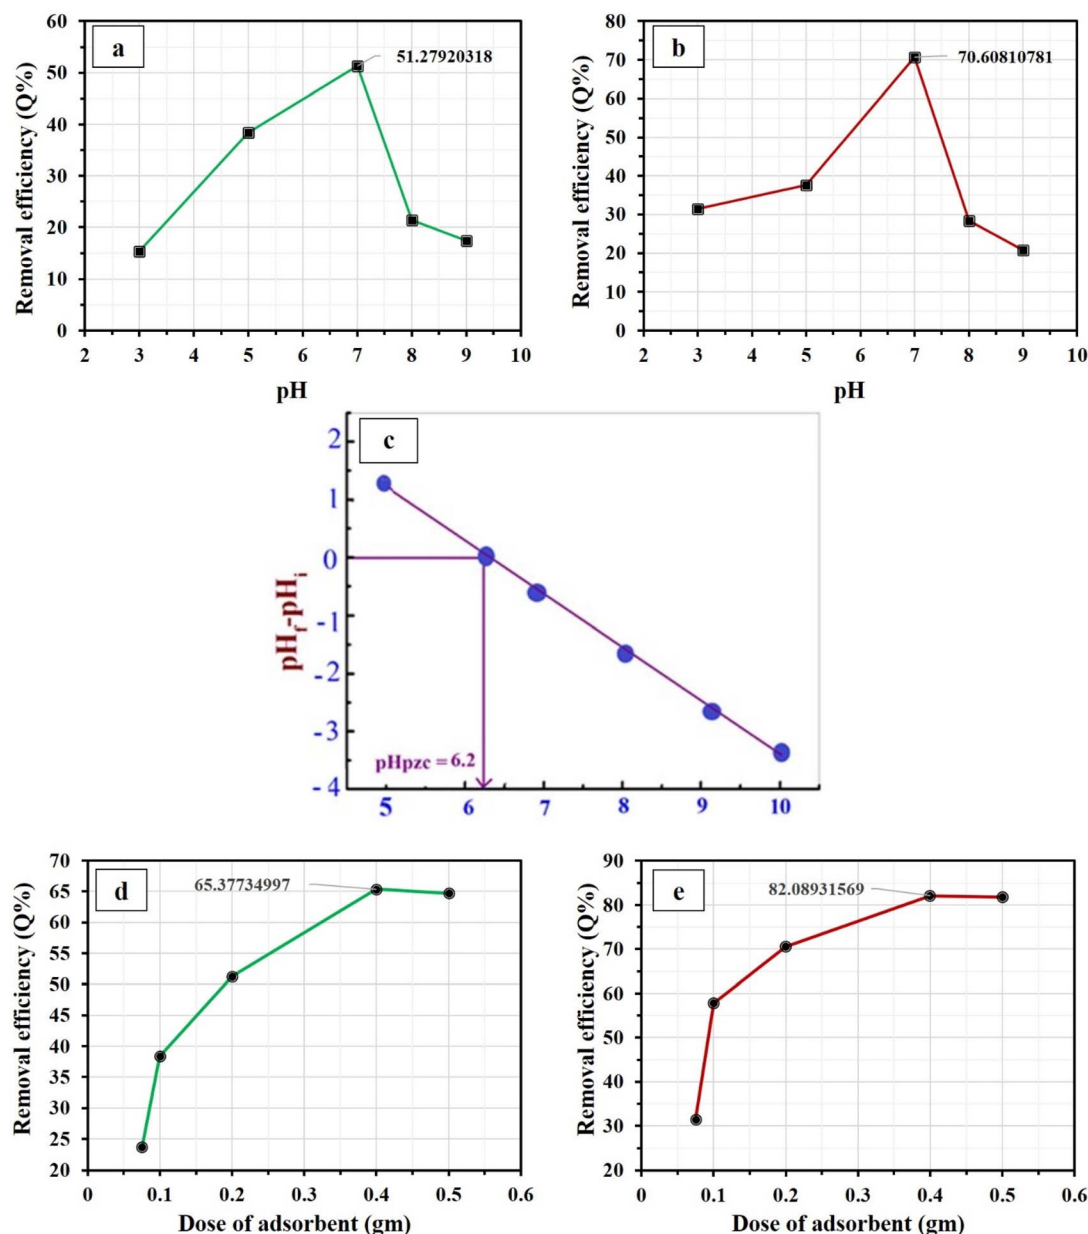 a
Removal efficiency (Q%)
60
50
40
30
20
10
0
51.27920318
2 3 4 5 6 7 8 9 10
pH
b
Removal efficiency (Q%)
80
70
60
50
40
30
20
10
0
70.60810781
2 3 4 5 6 7 8 9 10
pH
c
pHf-pHi
2
1
0
-1
-2
-3
-4
pHpzc = 6.2
5 6 7 8 9 10
d
Removal efficiency (Q%)
70
65
60
55
50
45
40
35
30
25
20
65.37734997
0 0.1 0.2 0.3 0.4 0.5 0.6
Dose of adsorbent (gm)
e
Removal efficiency (Q%)
90
80
70
60
50
40
30
20
82.08931569
0 0.1 0.2 0.3 0.4 0.5 0.6
Dose of adsorbent (gm)